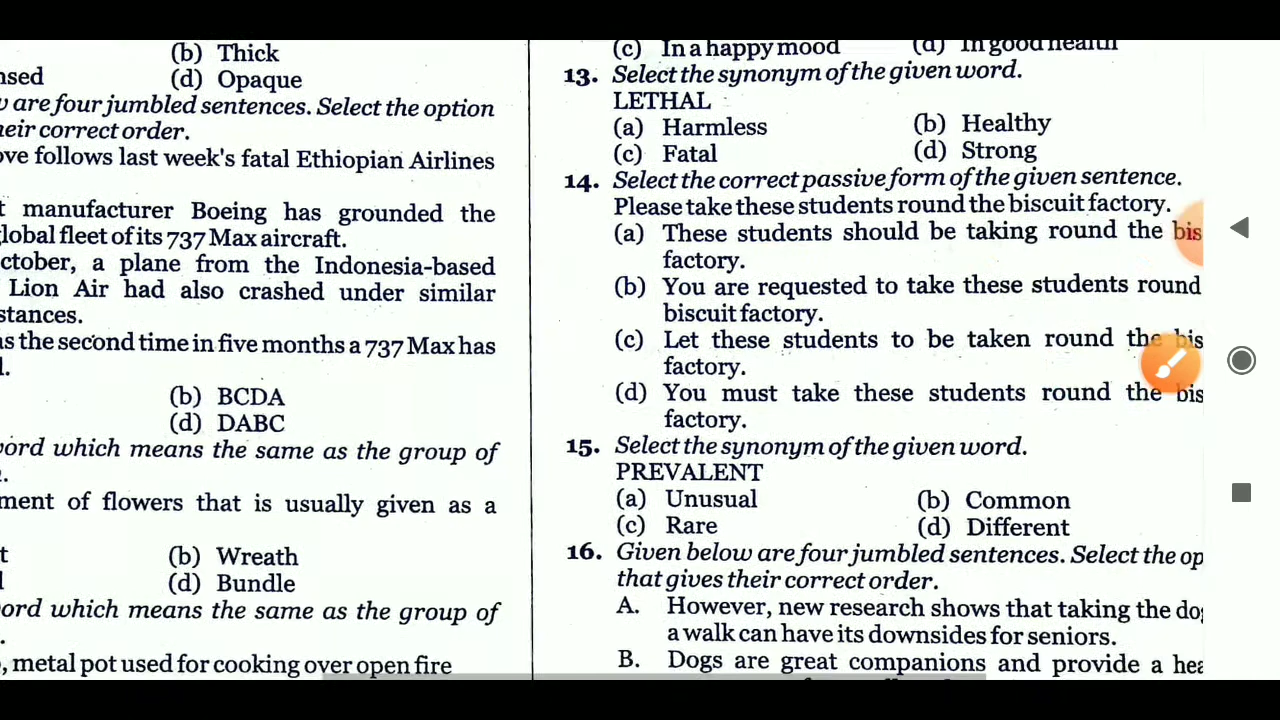 (b) Thick
(d) Opaque
are four jumbled sentences. Select the option
correct order.
follows last week's fatal Ethiopian Airlines
manufacturer Boeing has grounded the
fleet of its 737 Max aircraft.
a plane from the Indonesia-based
Lion Air had also crashed under similar
the second time in five months a 737 Max has
(b) BCDA
(d) DABC
which means the same as the group of
of flowers that is usually given as a
(b) Wreath
(d) Bundle
which means the same as the group of
metal pot used for cooking over open fire
(c) In a happy mood (d) In good health
13. Select the synonym of the given word.
LETHAL
(a) Harmless (b) Healthy
(c) Fatal (d) Strong
14. Select the correct passive form of the given sentence.
Please take these students round the biscuit factory.
(a) These students should be taking round the bis
factory.
(b) You are requested to take these students round
biscuit factory.
(c) Let these students to be taken round the bis
factory.
(d) You must take these students round the bis
factory.
15. Select the synonym of the given word.
PREVALENT
(a) Unusual (b) Common
(c) Rare (d) Different
16. Given below are four jumbled sentences. Select the op
that gives their correct order.
A. However, new research shows that taking the
a walk can have its downsides for seniors.
B. Dogs are great companions and provide a hea